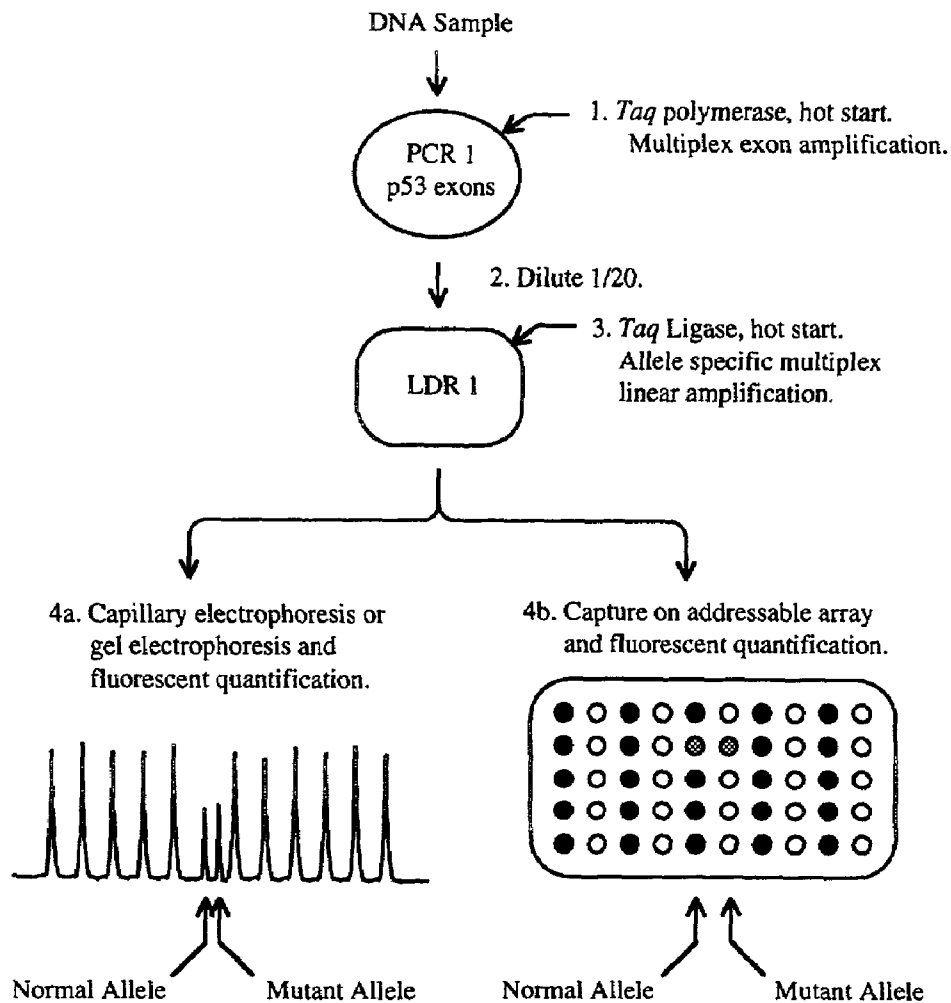 DNA Sample
1. Taq polymerase, hot start.
Multiplex exon amplification.
PCR 1
p53 exons
2. Dilute 1/20.
3. Taq Ligase, hot start.
Allele specific multiplex
linear amplification.
LDR 1
4a. Capillary electrophoresis or
gel electrophoresis and
fluorescent quantification.
4b. Capture on addressable array
and fluorescent quantification.
Normal Allele
Mutant Allele
Normal Allele
Mutant Allele